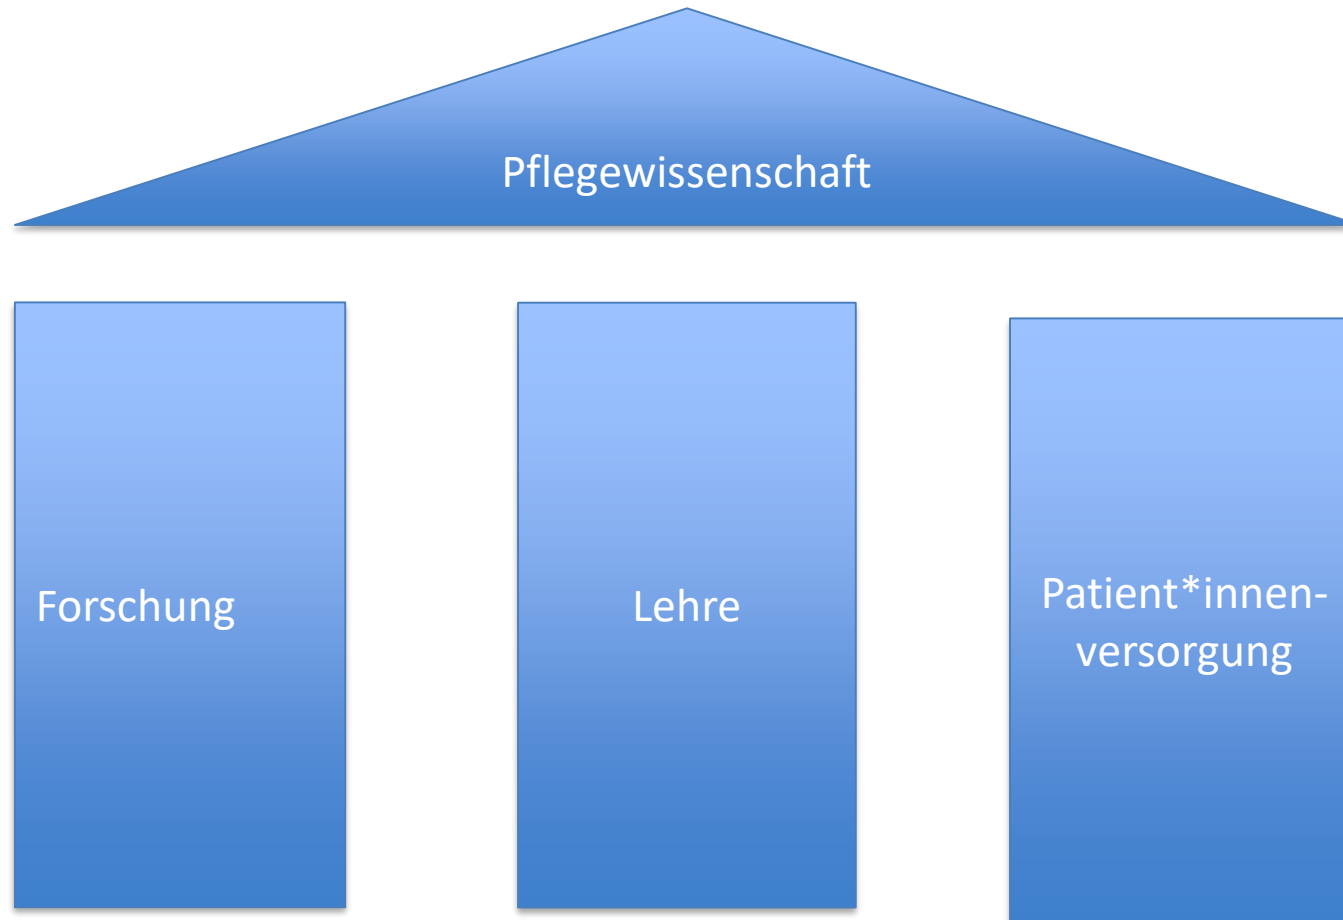 Pflegewissenschaft
Forschung
Lehre
Patient*innen-
versorgung